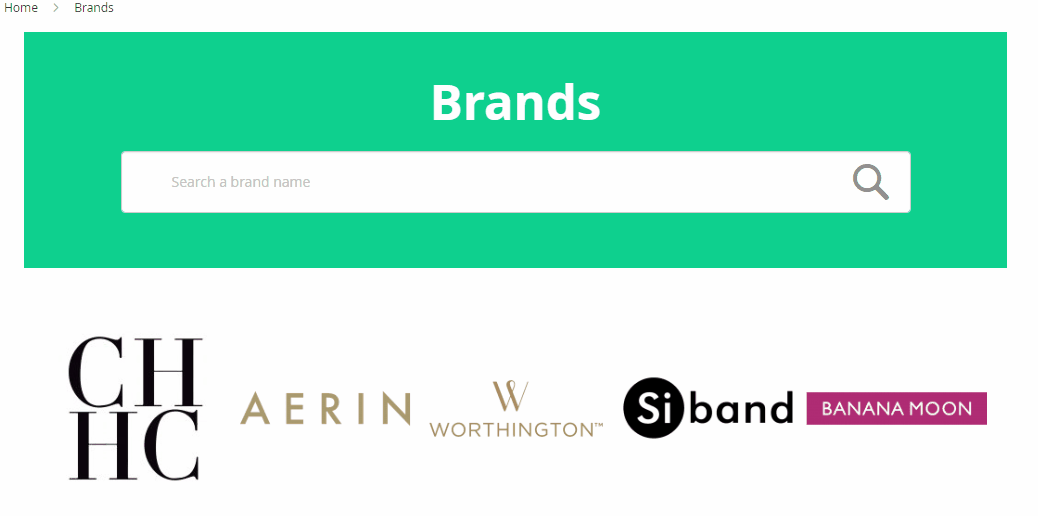 Home > Brands
Brands
Search a brand name
CH
HC
AERIN
W
WORTHINGTON™
Si band
BANANA MOON